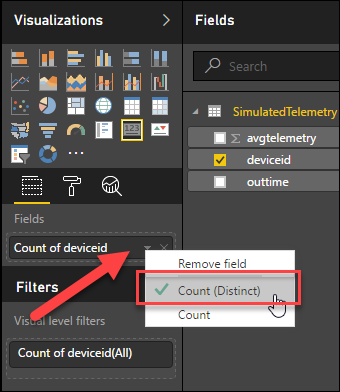 Visualizations
Fields
Search
SimulatedTelemetry
Σ avgtelemetry
deviceid
outtime
123
R
Fields
Count of deviceid
Remove field
Count (Distinct)
Count
Filters
Visual level filters
Count of deviceid(All)